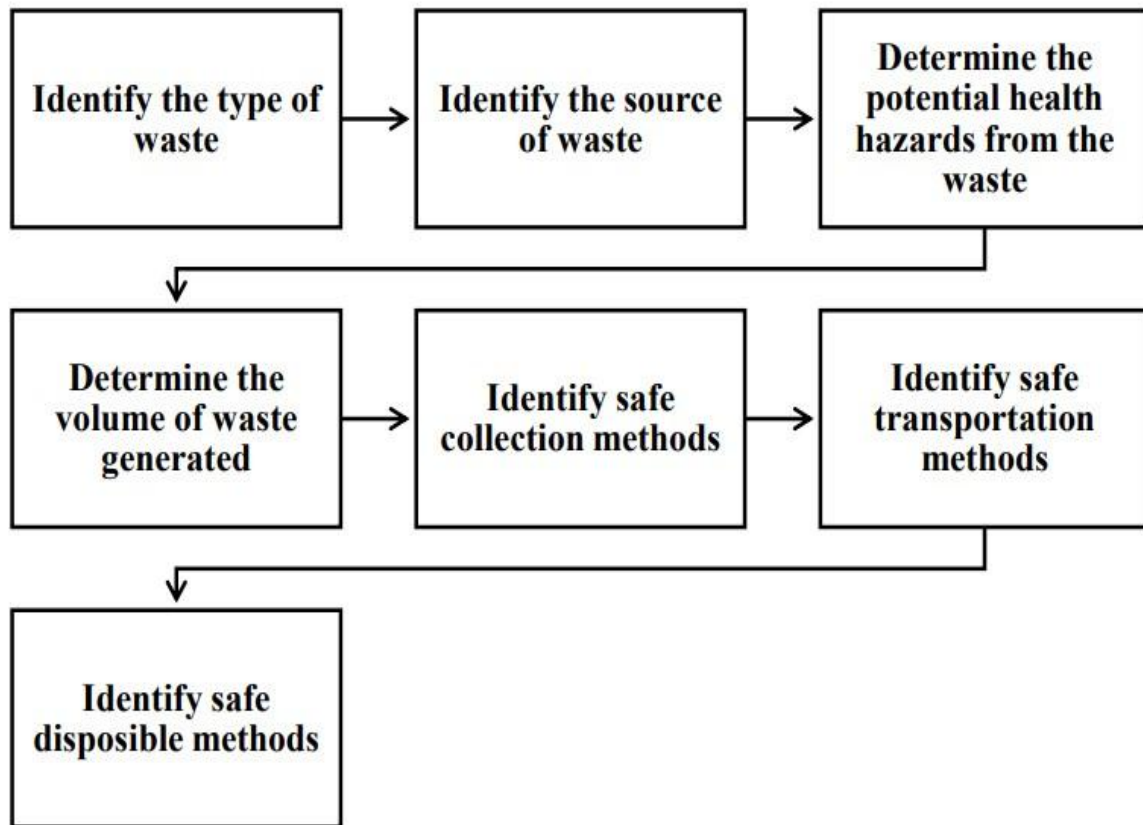 Identify the type of
waste
Identify the source
of waste
Determine the
potential health
hazards from the
waste
Determine the
volume of waste
generated
Identify safe
collection methods
Identify safe
transportation
methods
Identify safe
disposible methods